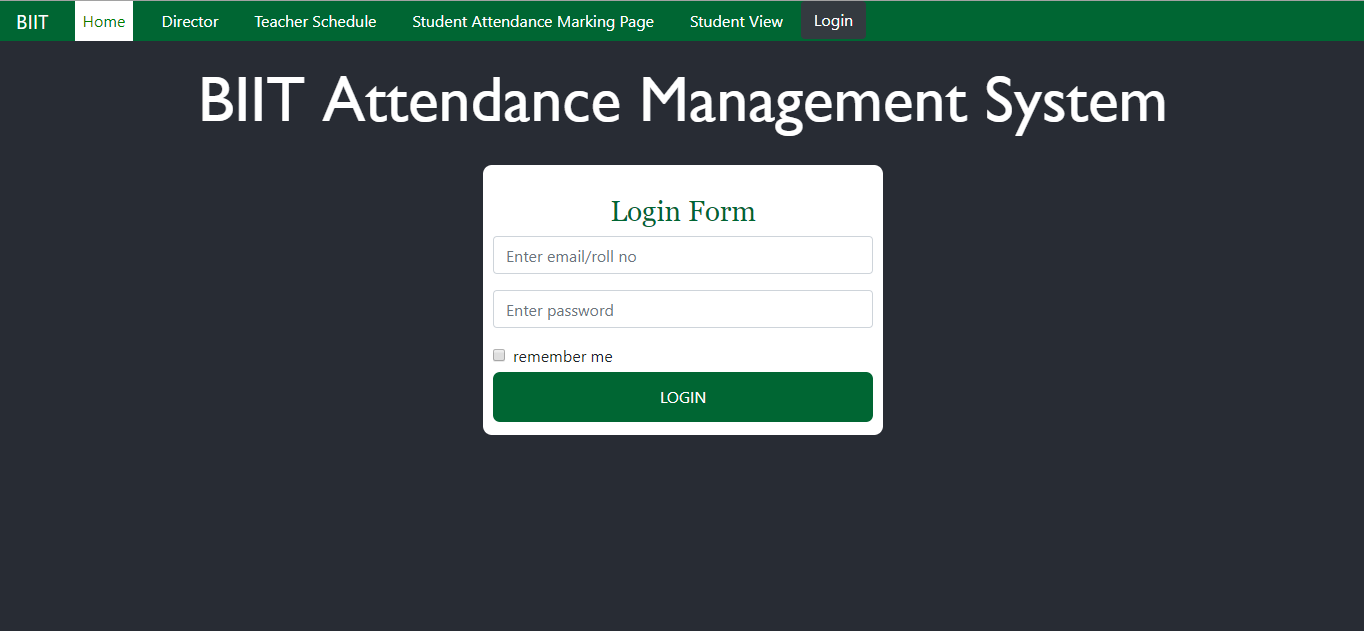 BIIT Home Director Teacher Schedule Student Attendance Marking Page Student View Login
BIIT Attendance Management System
Login Form
Enter email/roll no
Enter password
remember me
LOGIN